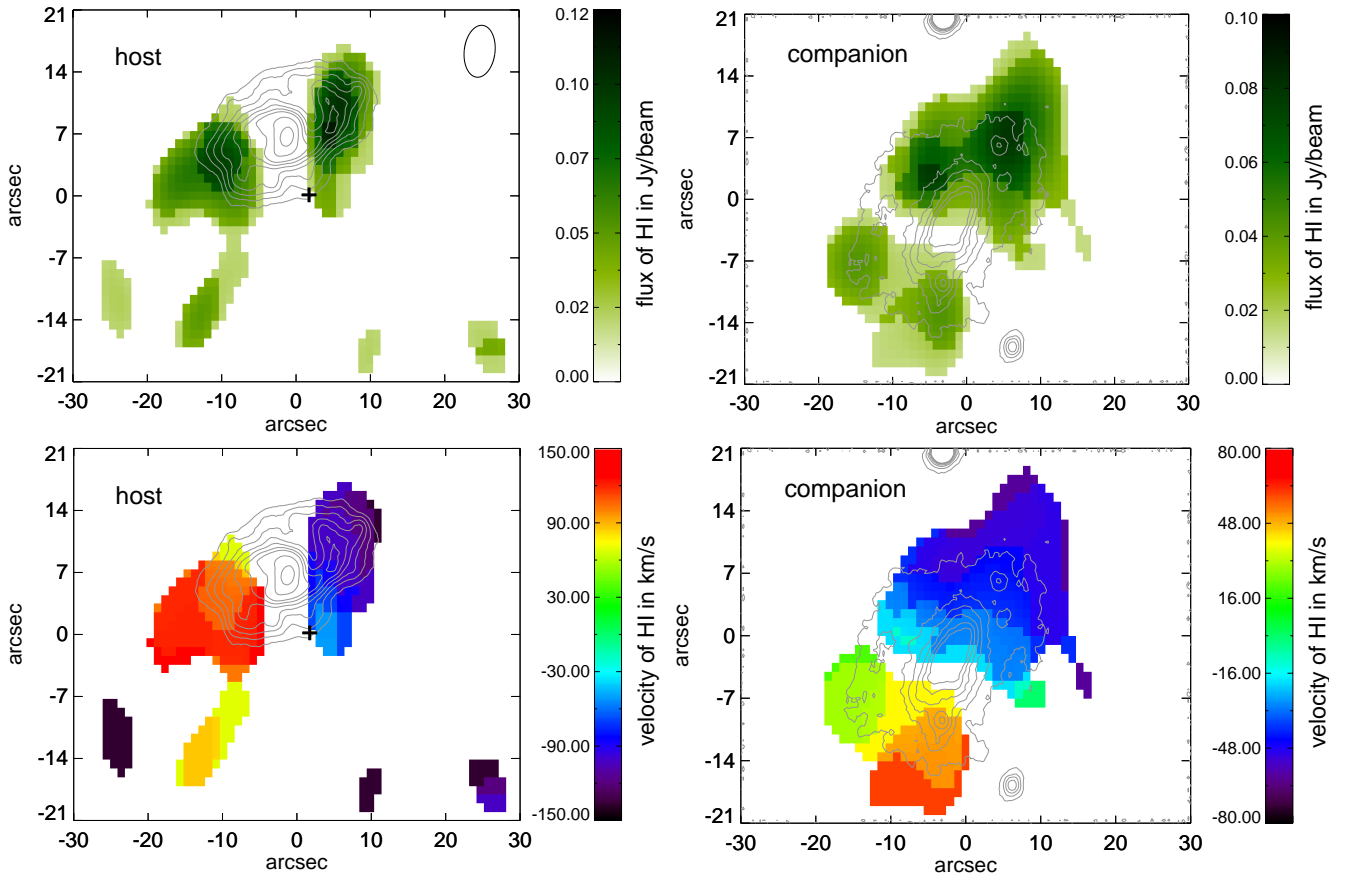 host
21
14
7
0
-7
-14
-21
arcsec
-30 -20 -10 0 10 20 30
arcsec
0.12
0.10
0.07
0.05
0.02
0.00
flux of HI in Jy/beam
companion
21
14
7
0
-7
-14
-21
arcsec
-30 -20 -10 0 10 20 30
arcsec
0.10
0.08
0.06
0.04
0.02
0.00
flux of HI in Jy/beam
host
21
14
7
0
-7
-14
-21
arcsec
-30 -20 -10 0 10 20 30
arcsec
150.00
90.00
30.00
-30.00
-90.00
-150.00
velocity of HI in km/s
companion
21
14
7
0
-7
-14
-21
arcsec
-30 -20 -10 0 10 20 30
arcsec
80.00
48.00
16.00
-16.00
-48.00
-80.00
velocity of HI in km/s